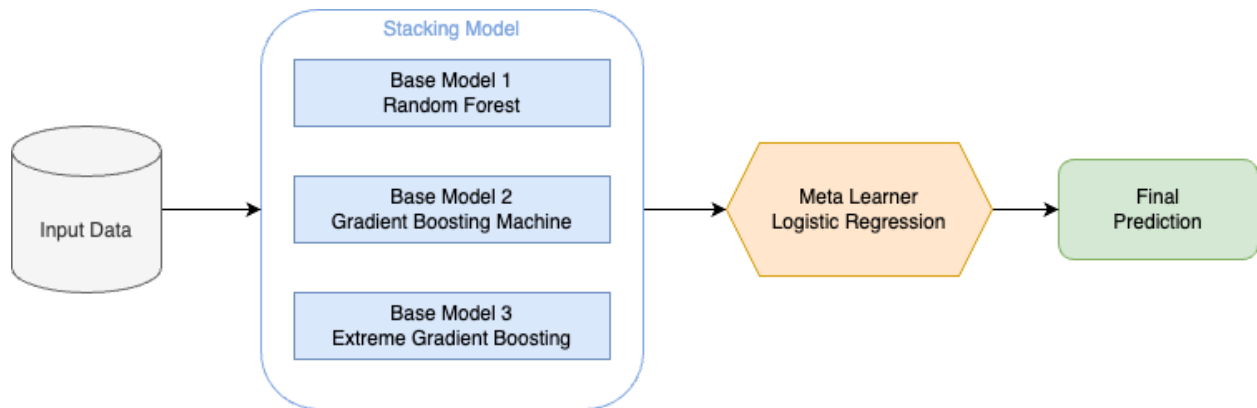 Stacking Model
Base Model 1
Random Forest
Input Data
Base Model 2
Gradient Boosting Machine
Base Model 3
Extreme Gradient Boosting
Meta Learner
Logistic Regression
Final
Prediction